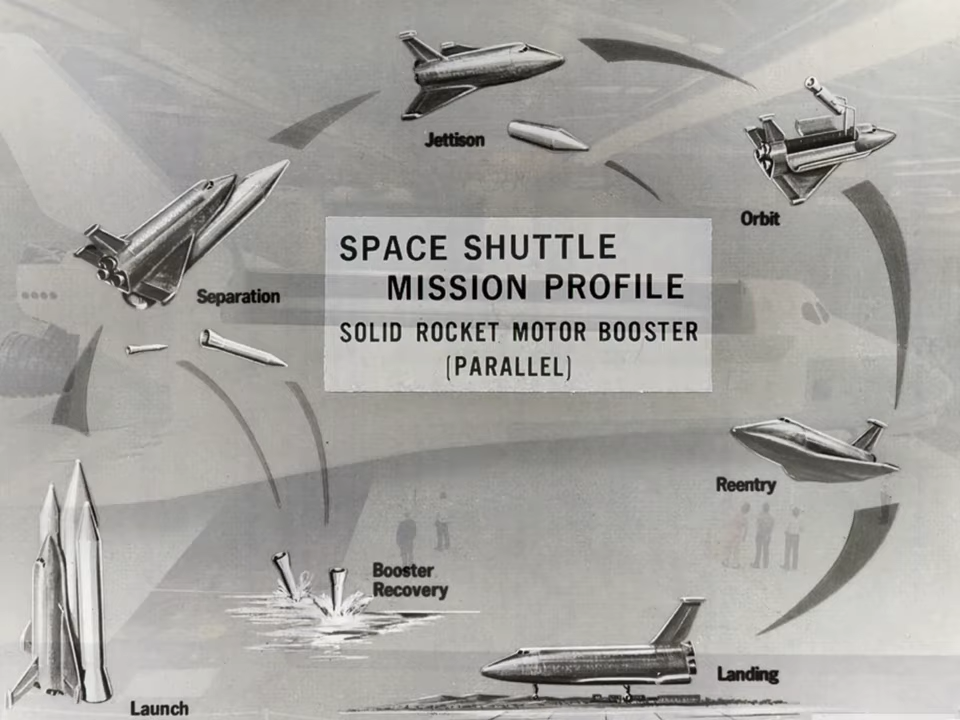 SPACE SHUTTLE
MISSION PROFILE
SOLID ROCKET MOTOR BOOSTER
(PARALLEL)
Jettison
Orbit
Separation
Reentry
Booster
Recovery
Landing
Launch